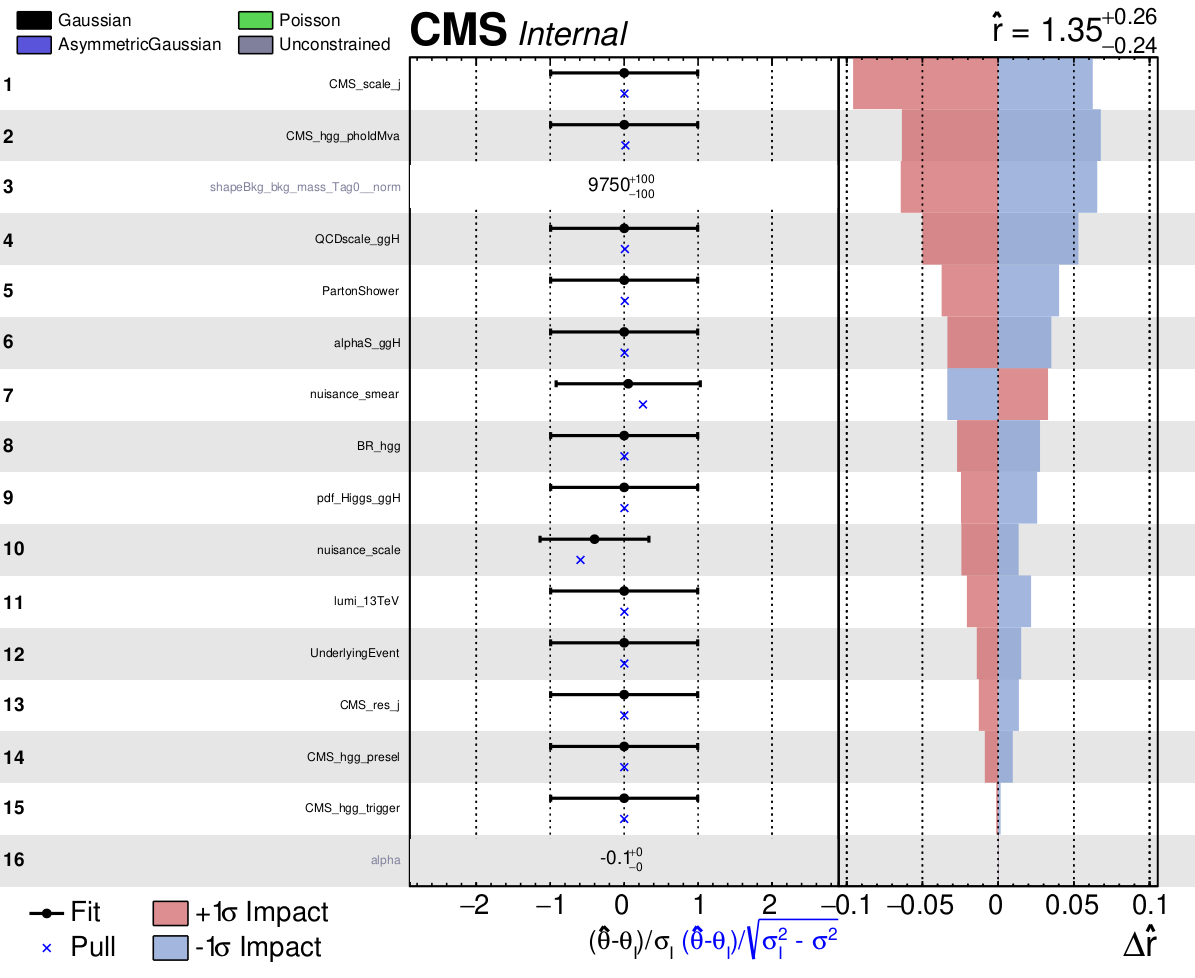 Gaussian Poisson CMS Internal r̂ = 1.35 +0.26 −0.24
AsymmetricGaussian Unconstrained
1 CMS_scale_j
2 CMS_hgg_phoIdMva
3 shapeBkg_bkg_mass_Tag0__norm 9750 +100 −100
4 QCDscale_ggH
5 PartonShower
6 alphaS_ggH
7 nuisance_smear
8 BR_hgg
9 pdf_Higgs_ggH
10 nuisance_scale
11 lumi_13TeV
12 UnderlyingEvent
13 CMS_res_j
14 CMS_hgg_presel
15 CMS_hgg_trigger
16 alpha -0.1 +0 −0
−2 −1 0 1 2 −0.1 −0.05 0 0.05 0.1
Fit +1σ Impact
Pull -1σ Impact
(θ̂-θI)/σI (θ̂-θI)/√σI² - σ² Δr̂